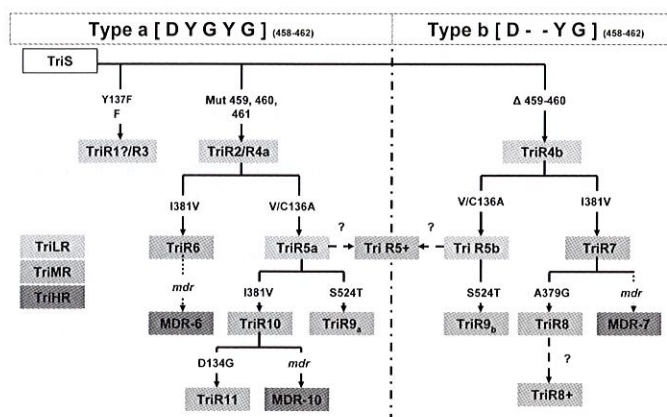 Type a [ D Y G Y G ] (458-462)
Type b [ D - - Y G ] (458-462)
TriS
Y137F
F
Mut 459, 460,
461
Δ 459-460
TriR1?/R3
TriR2/R4a
TriR4b
I381V
V/C136A
V/C136A
I381V
? ?
TriR6
TriR5a
Tri R5+
Tri R5b
TriR7
TriLR
TriMR
TriHR
mdr
I381V
S524T
S524T
A379G
mdr
MDR-6
TriR10
TriR9a
TriR9b
TriR8
MDR-7
D134G
mdr
?
TriR11
MDR-10
TriR8+